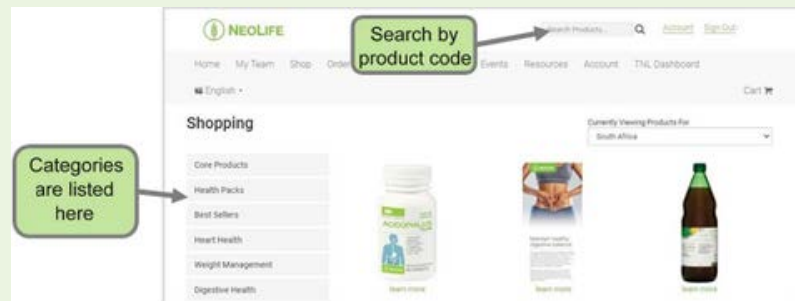 NEOLIFE
Search by
product code
Search Products...
Account
Sign Out
Home
My Team
Shop
Events
Resources
Account
TNL Dashboard
English
Cart
Shopping
Currently Viewing Products For
South Africa
Categories
are listed
here
Core Products
Health Packs
Best Sellers
Heart Health
Weight Management
Digestive Health
learn more
learn more
learn more